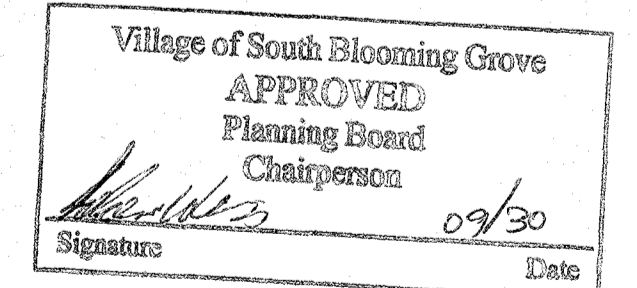 Village of South Blooming Grove
APPROVED
Planning Board
Chairperson
09/30
Signature Date